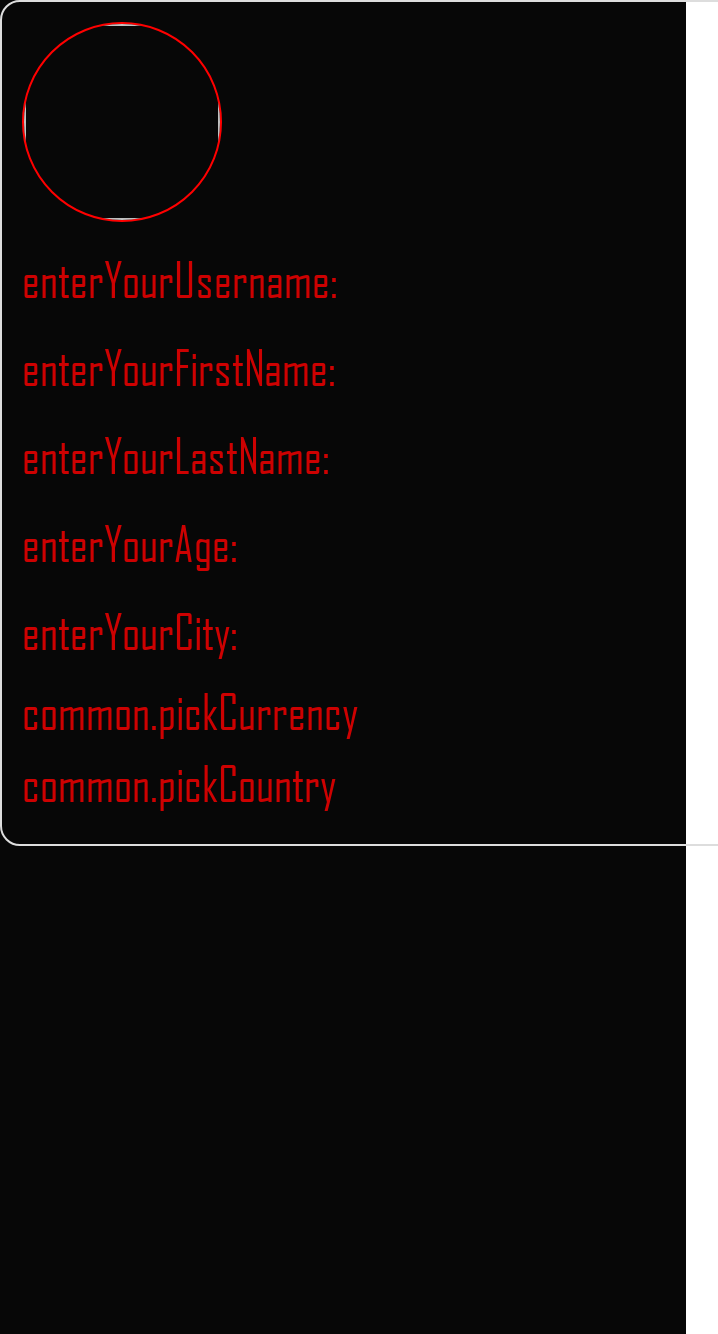 enterYourUsername:
enterYourFirstName:
enterYourLastName:
enterYourAge:
enterYourCity:
common.pickCurrency
common.pickCountry